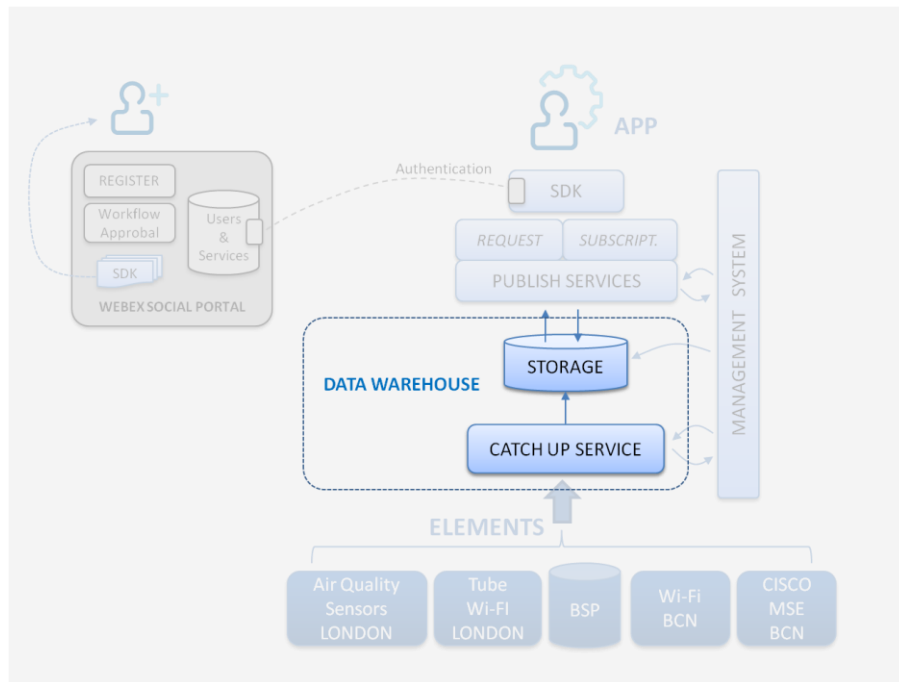 APP
Authentication
REGISTER
Workflow
Approbal
SDK
Users
&
Services
WEBEX SOCIAL PORTAL
SDK
REQUEST
SUBSCRIPT.
PUBLISH SERVICES
MANAGEMENT SYSTEM
DATA WAREHOUSE
STORAGE
CATCH UP SERVICE
ELEMENTS
Air Quality
Sensors
LONDON
Tube
Wi-FI
LONDON
BSP
Wi-Fi
BCN
CISCO
MSE
BCN